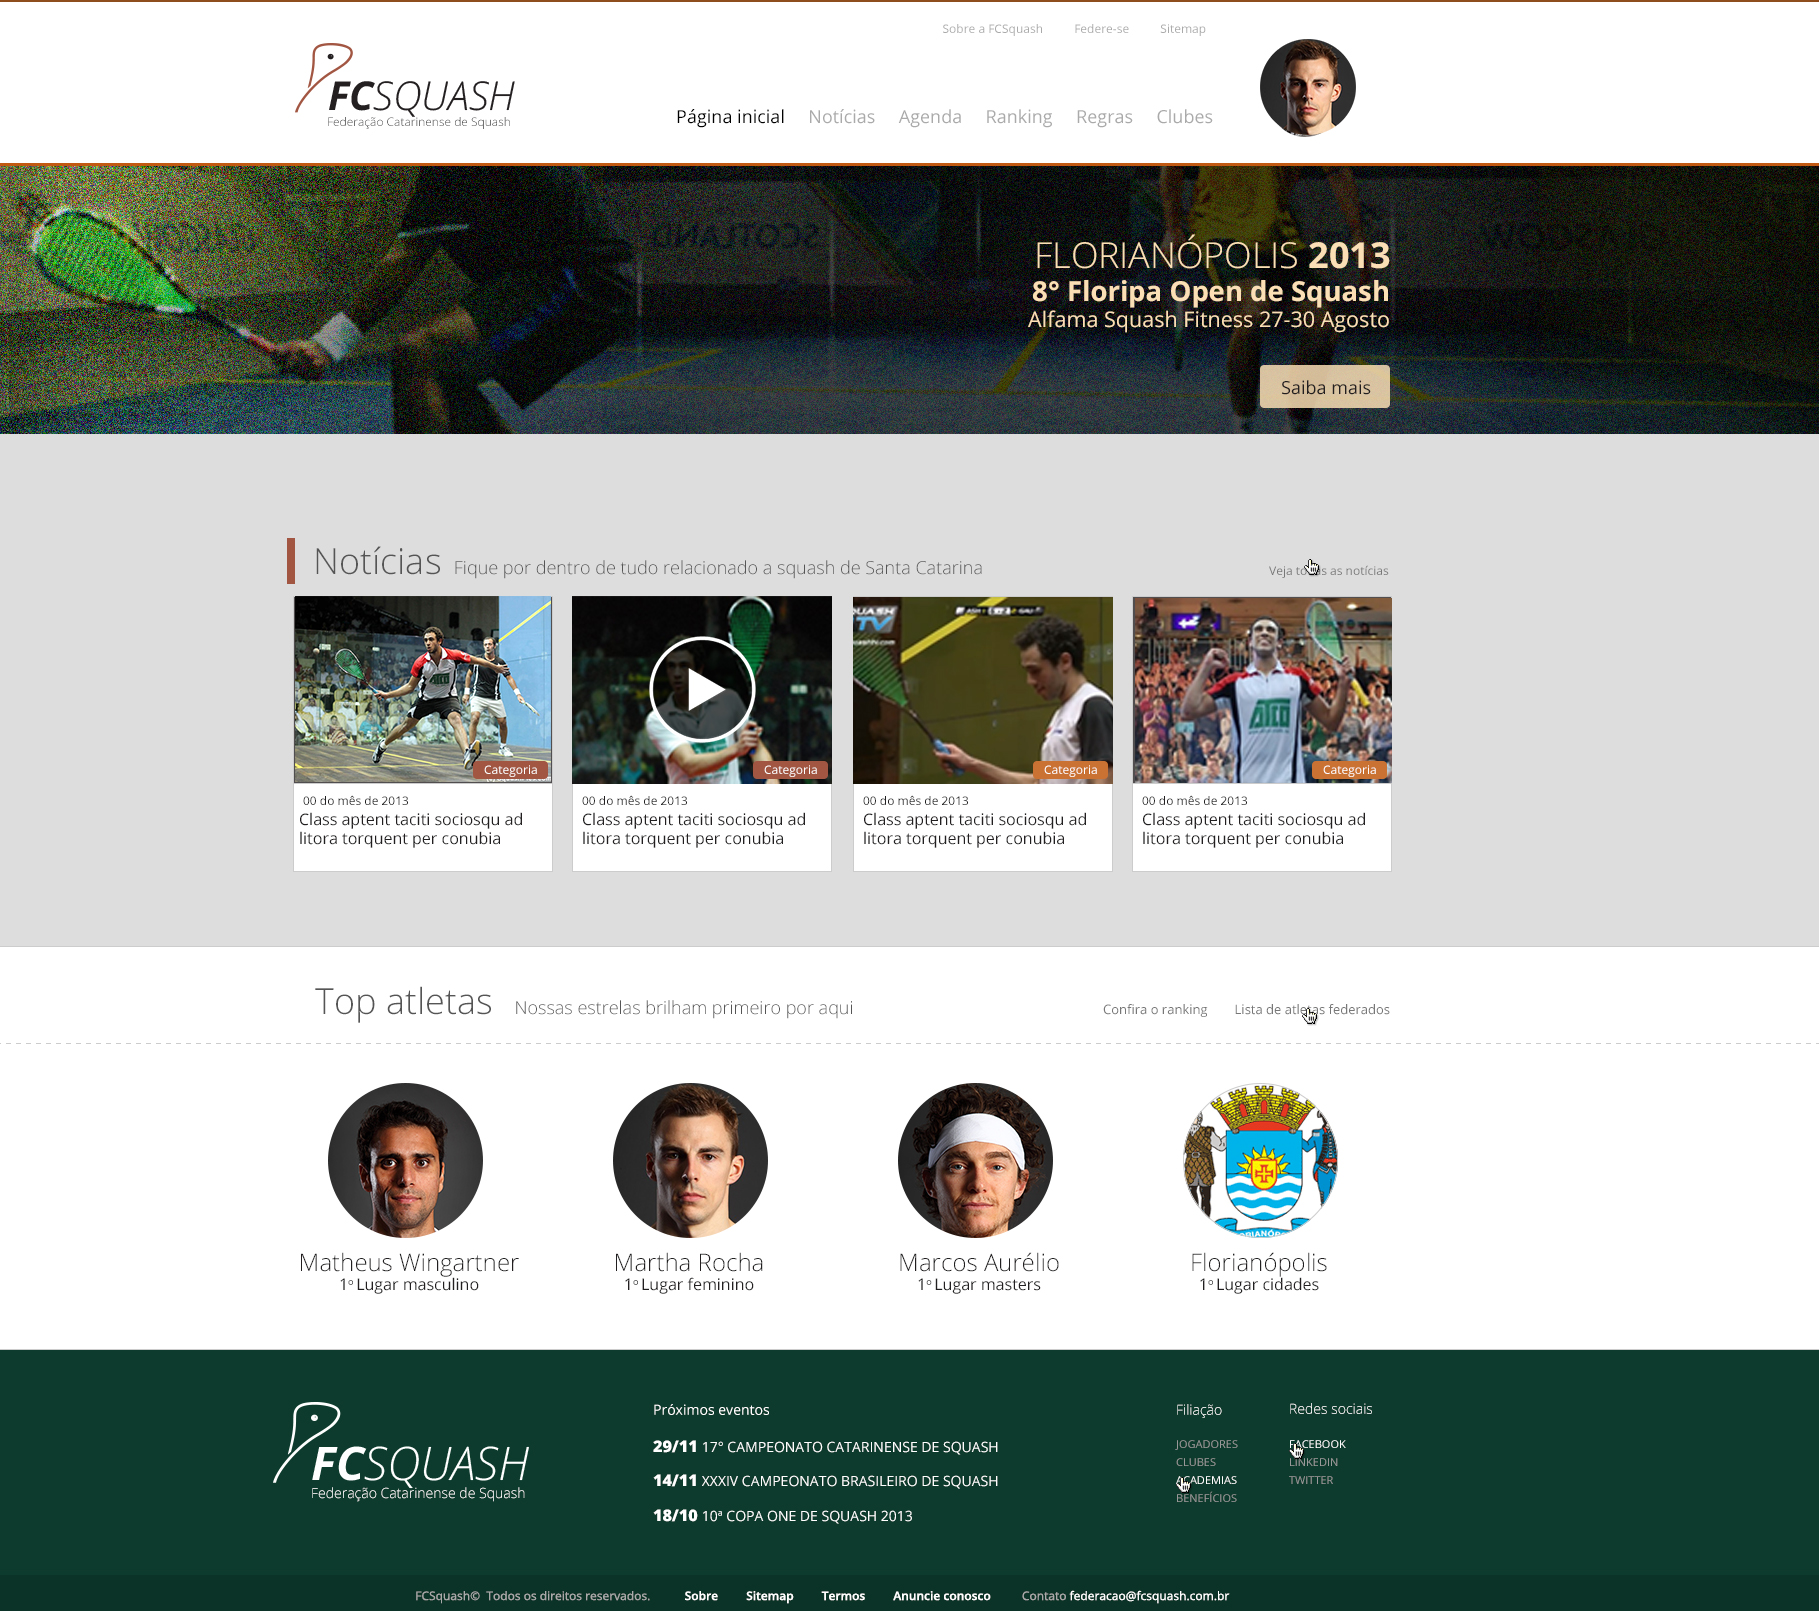 Sobre a FCSquash Federe-se Sitemap
FCSQUASH
Federação Catarinense de Squash
Página inicial Notícias Agenda Ranking Regras Clubes
SCOTLAND
FLORIANÓPOLIS 2013
8° Floripa Open de Squash
Alfama Squash Fitness 27-30 Agosto
Saiba mais
Notícias Fique por dentro de tudo relacionado a squash de Santa Catarina
Veja todas as notícias
ATCO
Categoria
00 do mês de 2013
Class aptent taciti sociosqu ad
litora torquent per conubia
Categoria
00 do mês de 2013
Class aptent taciti sociosqu ad
litora torquent per conubia
UASH
TV
Categoria
00 do mês de 2013
Class aptent taciti sociosqu ad
litora torquent per conubia
ATCO
Categoria
00 do mês de 2013
Class aptent taciti sociosqu ad
litora torquent per conubia
Top atletas Nossas estrelas brilham primeiro por aqui
Confira o ranking Lista de atletas federados
Matheus Wingartner
1º Lugar masculino
Martha Rocha
1º Lugar feminino
Marcos Aurélio
1º Lugar masters
Florianópolis
1º Lugar cidades
FCSQUASH
Federação Catarinense de Squash
Próximos eventos
29/11 17° CAMPEONATO CATARINENSE DE SQUASH
14/11 XXXIV CAMPEONATO BRASILEIRO DE SQUASH
18/10 10ª COPA ONE DE SQUASH 2013
Filiação
JOGADORES
CLUBES
ACADEMIAS
BENEFÍCIOS
Redes sociais
FACEBOOK
LINKEDIN
TWITTER
FCSquash© Todos os direitos reservados. Sobre Sitemap Termos Anuncie conosco Contato federacao@fcsquash.com.br